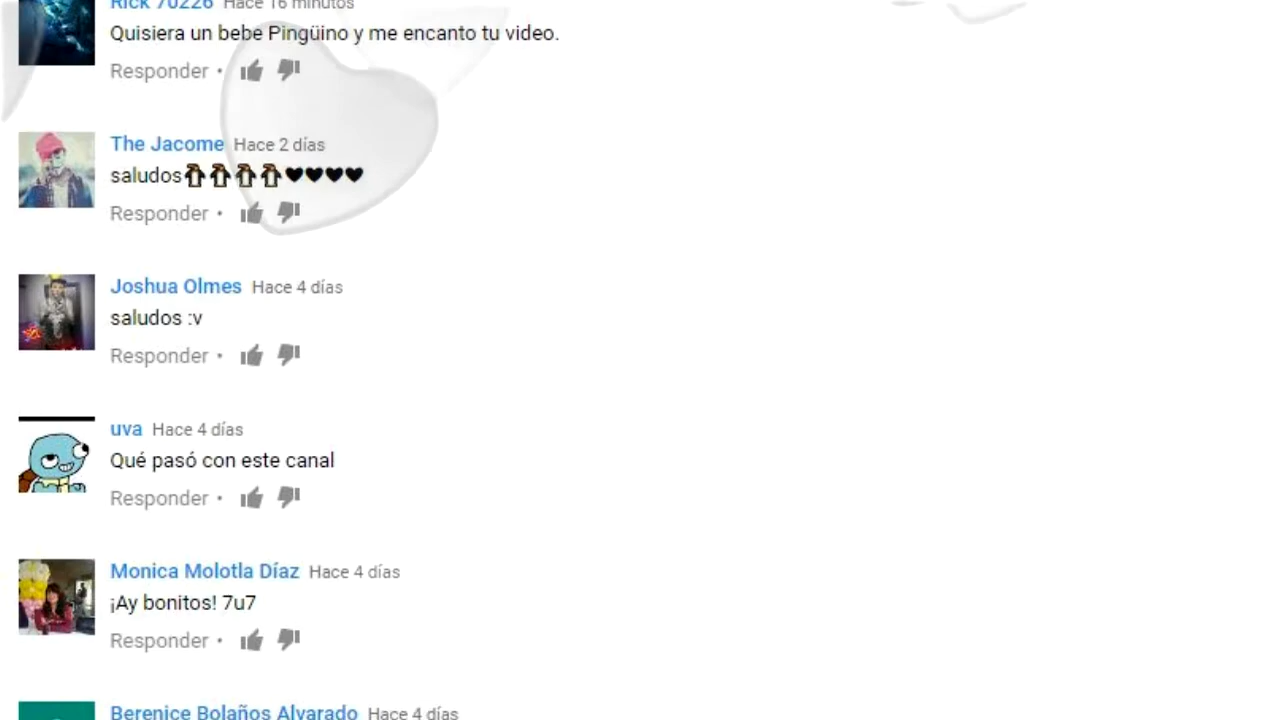 Rick 70226 Hace 16 minutos
Quisiera un bebe Pingüino y me encanto tu video.
Responder •
The Jacome Hace 2 días
saludos🐧🐧🐧🐧♥♥♥♥
Responder •
Joshua Olmes Hace 4 días
saludos :v
Responder •
uva Hace 4 días
Qué pasó con este canal
Responder •
Monica Molotla Díaz Hace 4 días
¡Ay bonitos! 7u7
Responder •
Berenice Bolaños Alvarado Hace 4 días